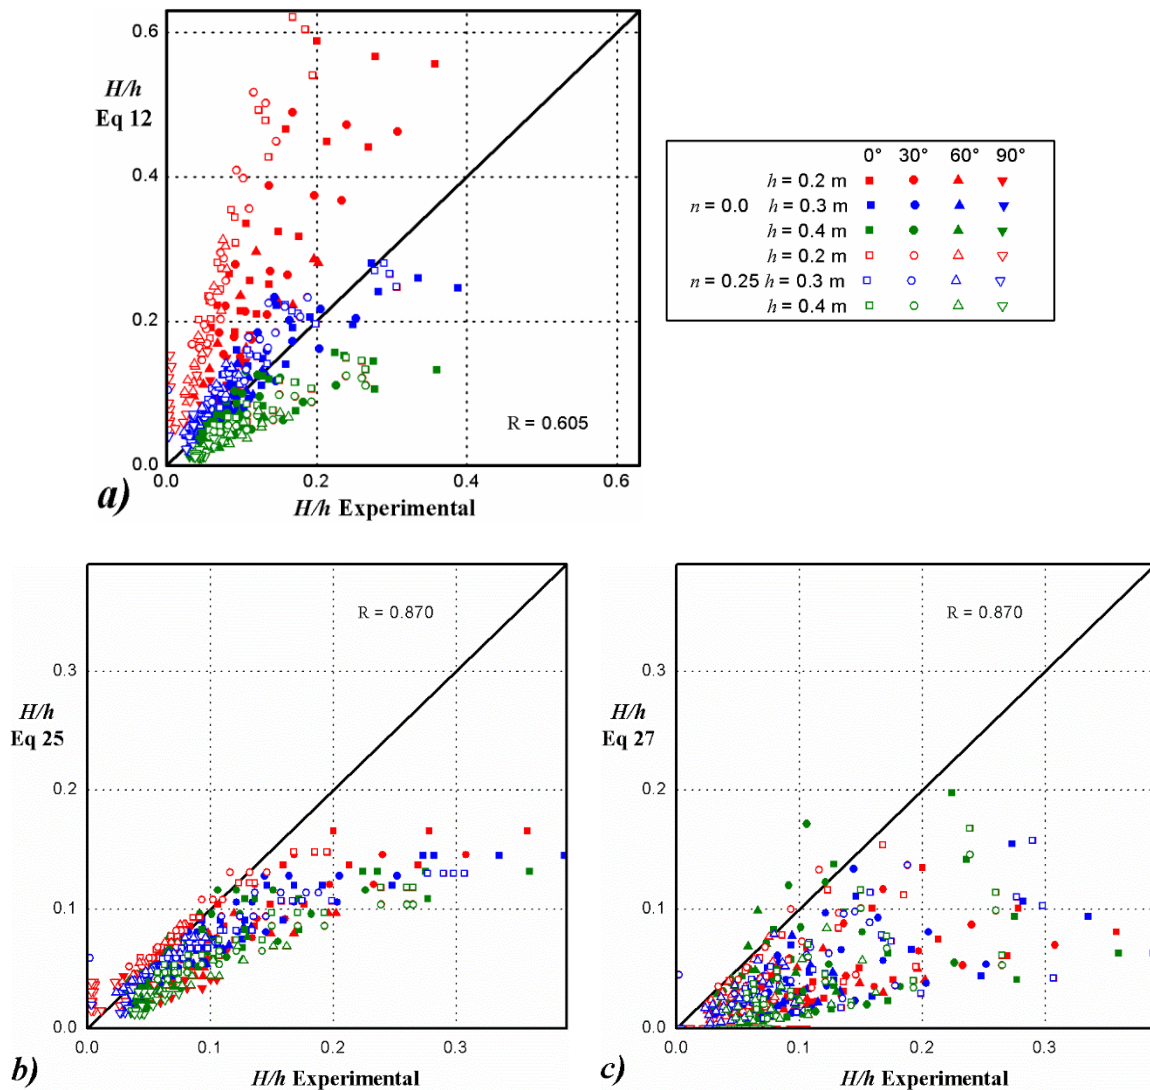 0.6
H/h
Eq 12
0.4
0.2
0.0
R = 0.605
0.0 0.2 0.4 0.6
H/h Experimental
a)
0° 30° 60° 90°
h = 0.2 m
n = 0.0 h = 0.3 m
h = 0.4 m
h = 0.2 m
n = 0.25 h = 0.3 m
h = 0.4 m
R = 0.870
0.3
H/h
Eq 25
0.2
0.1
0.0
0.0 0.1 0.2 0.3
H/h Experimental
b)
R = 0.870
0.3
H/h
Eq 27
0.2
0.1
0.0
0.0 0.1 0.2 0.3
H/h Experimental
c)